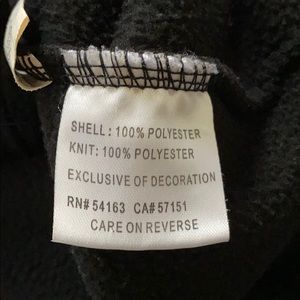 SHELL: 100% POLYESTER
KNIT: 100% POLYESTER
EXCLUSIVE OF DECORATION
RN# 54163 CA# 57151
CARE ON REVERSE